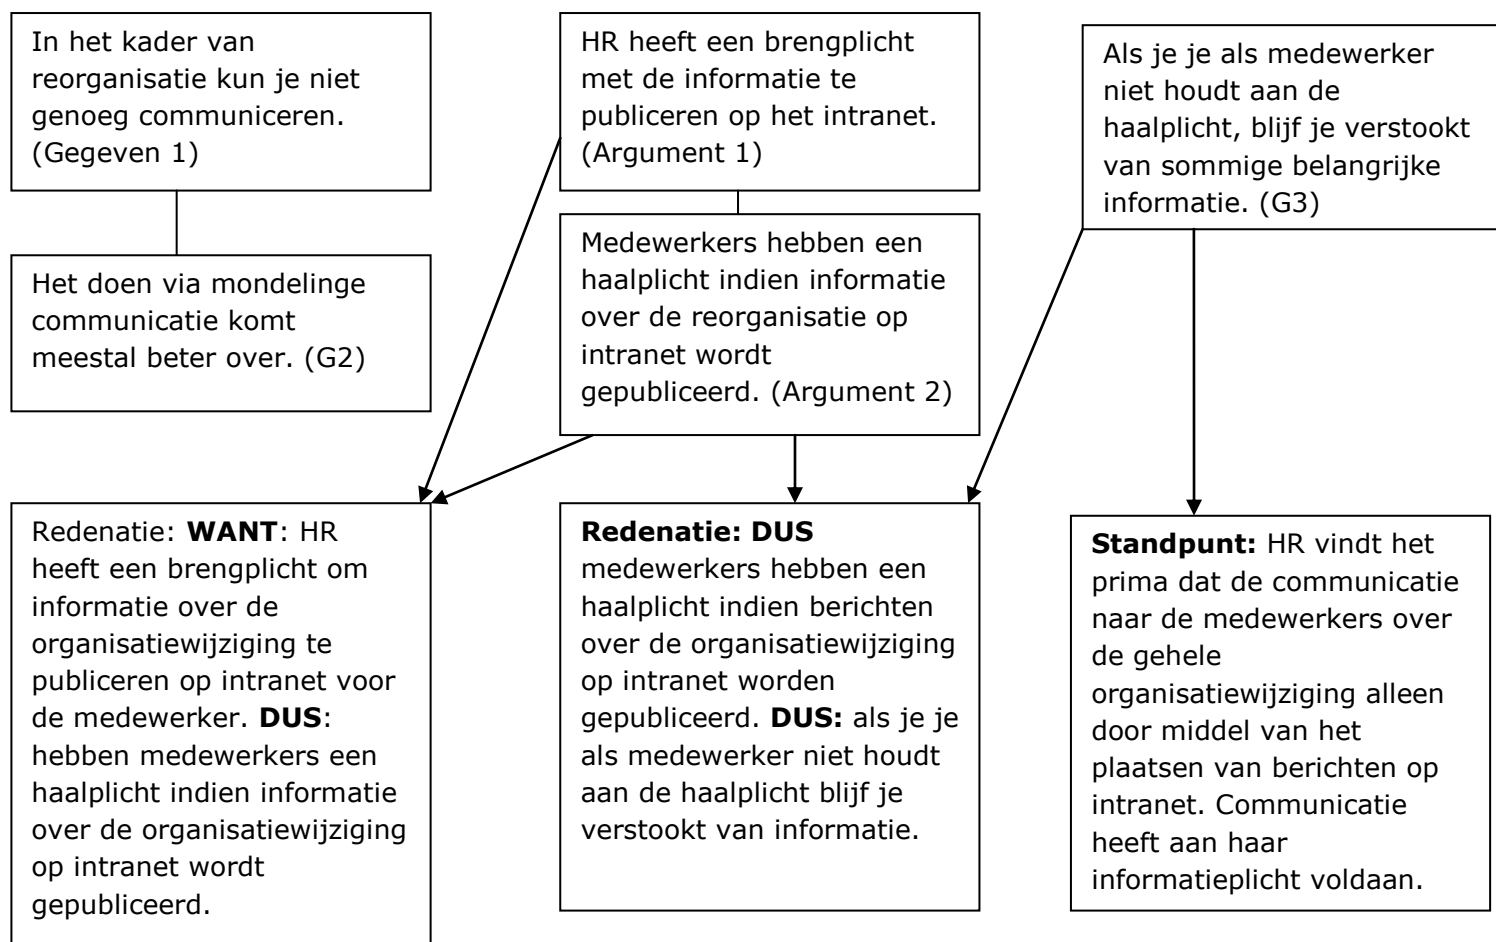 In het kader van
reorganisatie kun je niet
genoeg communiceren.
(Gegeven 1)
Het doen via mondelinge
communicatie komt
meestal beter over. (G2)
HR heeft een brengplicht
met de informatie te
publiceren op het intranet.
(Argument 1)
Medewerkers hebben een
haalplicht indien informatie
over de reorganisatie op
intranet wordt
gepubliceerd. (Argument 2)
Als je je als medewerker
niet houdt aan de
haalplicht, blijf je verstookt
van sommige belangrijke
informatie. (G3)
Redenatie: WANT: HR
heeft een brengplicht om
informatie over de
organisatiewijziging te
publiceren op intranet voor
de medewerker. DUS:
hebben medewerkers een
haalplicht indien informatie
over de organisatiewijziging
op intranet wordt
gepubliceerd.
Redenatie: DUS
medewerkers hebben een
haalplicht indien berichten
over de organisatiewijziging
op intranet worden
gepubliceerd. DUS: als je je
als medewerker niet houdt
aan de haalplicht blijf je
verstookt van informatie.
Standpunt: HR vindt het
prima dat de communicatie
naar de medewerkers over
de gehele
organisatiewijziging alleen
door middel van het
plaatsen van berichten op
intranet. Communicatie
heeft aan haar
informatieplicht voldaan.